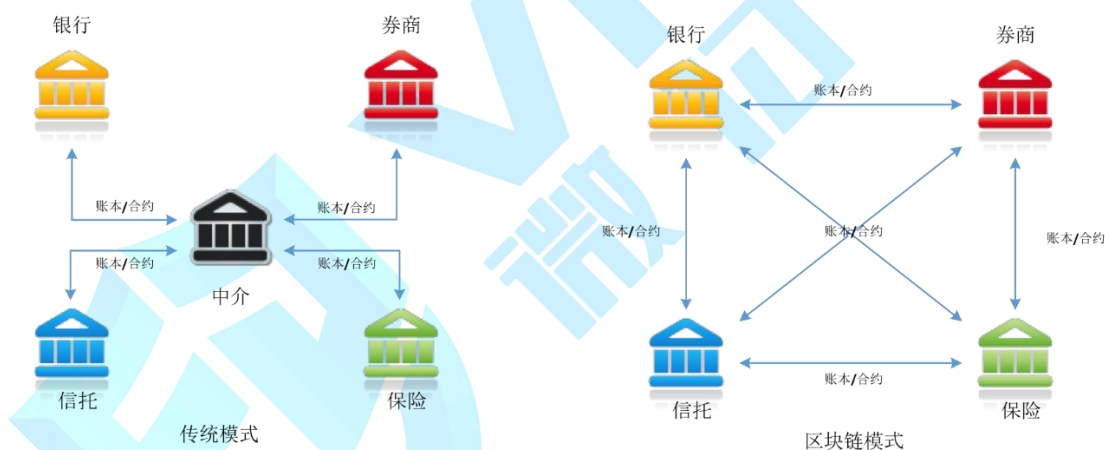 银行
券商
账本/合约
账本/合约
中介
账本/合约
账本/合约
信托
保险
传统模式
银行
券商
账本/合约
账本/合约
账本/合约
账本/合约
账本/合约
信托
保险
区块链模式